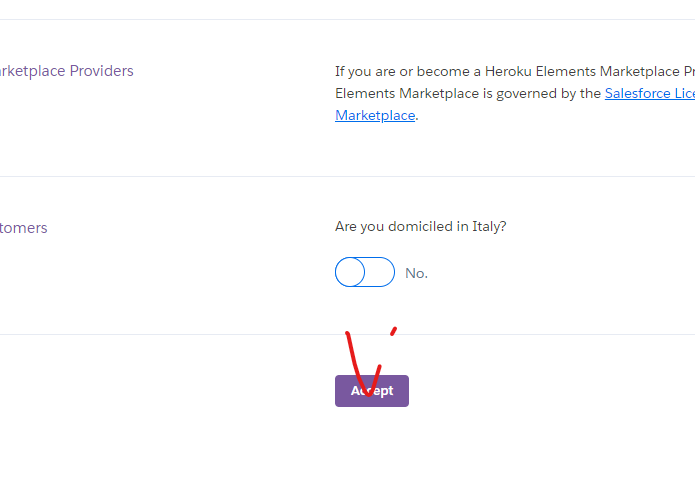 rketplace Providers
If you are or become a Heroku Elements Marketplace Pr
Elements Marketplace is governed by the Salesforce Lice
Marketplace.
tomers
Are you domiciled in Italy?
No.
Accept